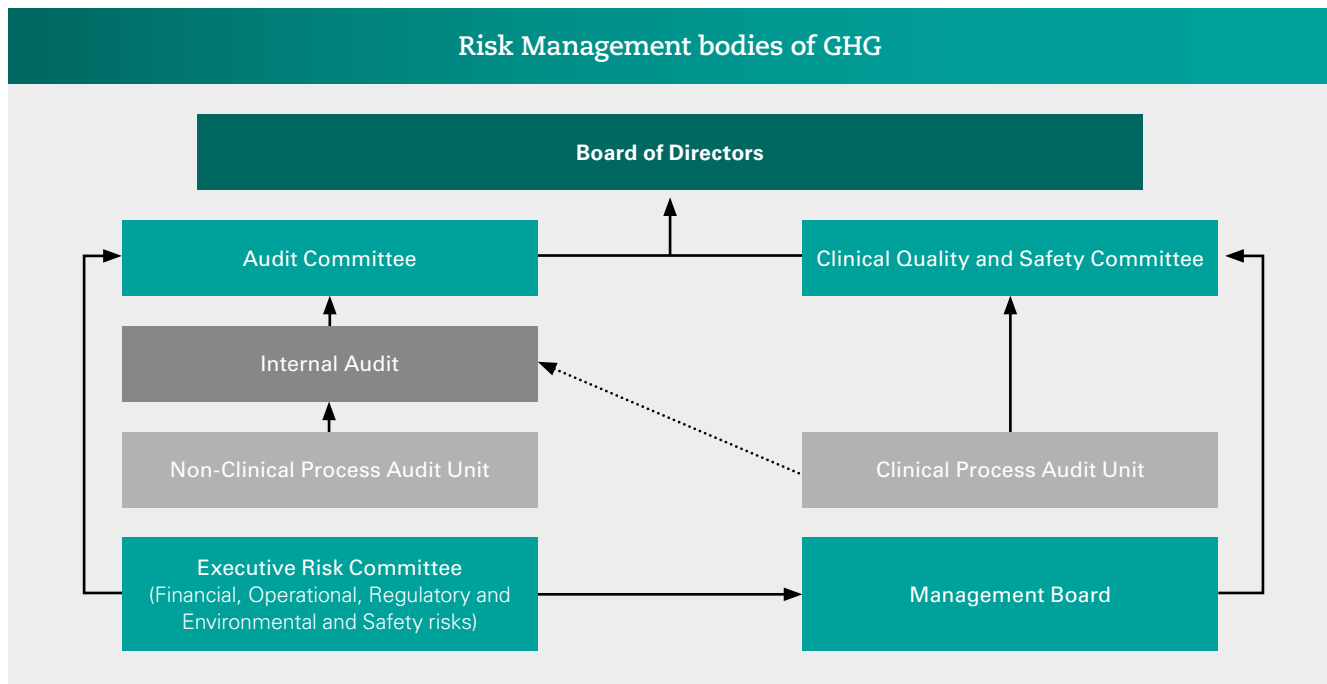 Risk Management bodies of GHG
Board of Directors
Audit Committee
Clinical Quality and Safety Committee
Internal Audit
Non-Clinical Process Audit Unit
Clinical Process Audit Unit
Executive Risk Committee
(Financial, Operational, Regulatory and
Environmental and Safety risks)
Management Board